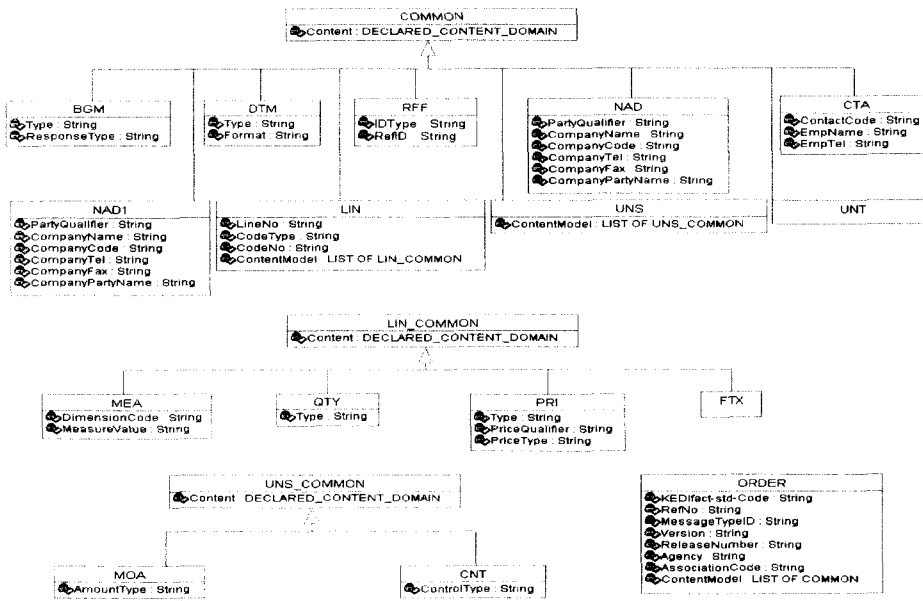 COMMON
Content : DECLARED_CONTENT_DOMAIN
BGM
Type : String
ResponseType : String
DTM
Type : String
Format : String
RFF
IDType : String
RefID : String
NAD
PartyQualifier : String
CompanyName : String
CompanyCode : String
CompanyTel : String
CompanyFax : String
CompanyPartyName : String
CTA
ContactCode : String
EmpName : String
EmpTel : String
NAD1
PartyQualifier : String
CompanyName : String
CompanyCode : String
CompanyTel : String
CompanyFax : String
CompanyPartyName : String
LIN
LineNo : String
CodeType : String
CodeNo : String
ContentModel LIST OF LIN_COMMON
UNS
ContentModel : LIST OF UNS_COMMON
UNT
LIN_COMMON
Content : DECLARED_CONTENT_DOMAIN
MEA
DimensionCode String
MeasureValue : String
QTY
Type : String
PRI
Type : String
PriceQualifier : String
PriceType : String
FTX
UNS_COMMON
Content DECLARED_CONTENT_DOMAIN
MOA
AmountType : String
CNT
ControlType : String
ORDER
KEDIfact-std-Code : String
RefNo : String
MessageTypeID : String
Version : String
ReleaseNumber : String
Agency : String
AssociationCode : String
ContentModel LIST OF COMMON